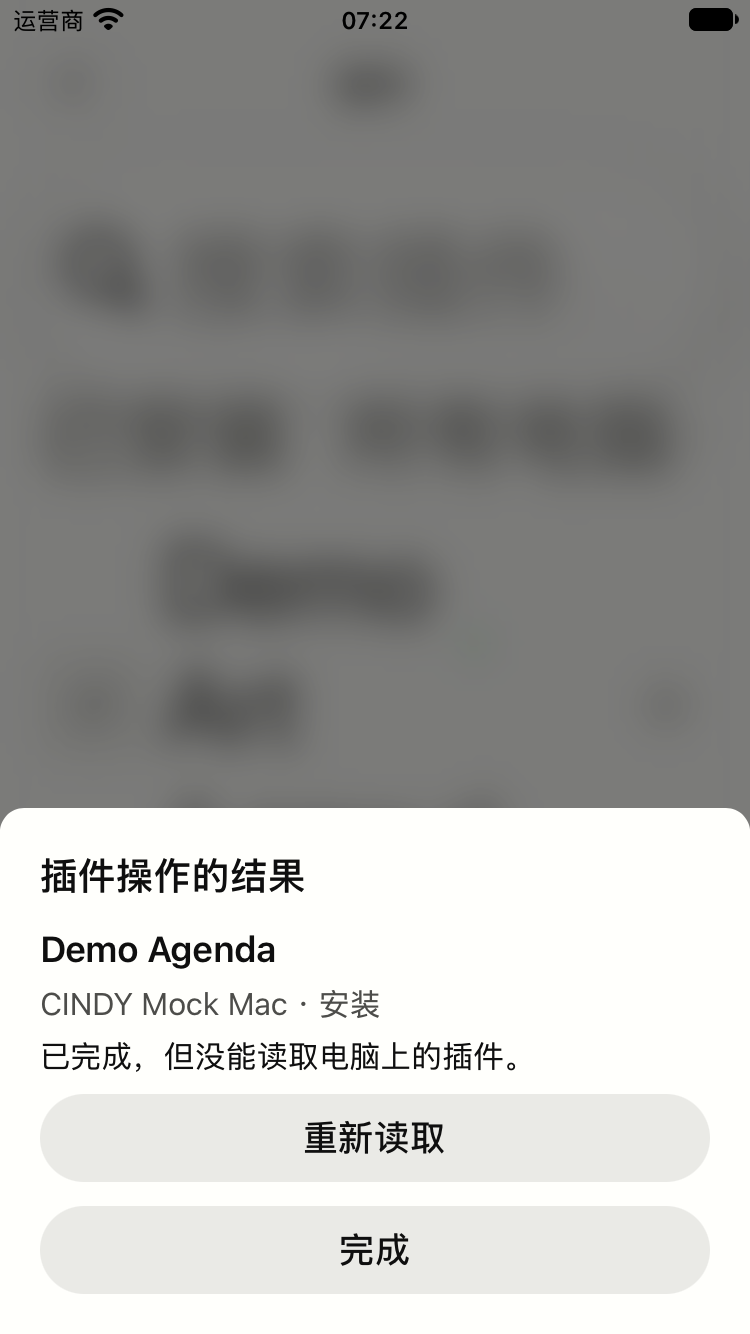 运营商
07:22
插件操作的结果
Demo Agenda
CINDY Mock Mac · 安装
已完成，但没能读取电脑上的插件。
重新读取
完成